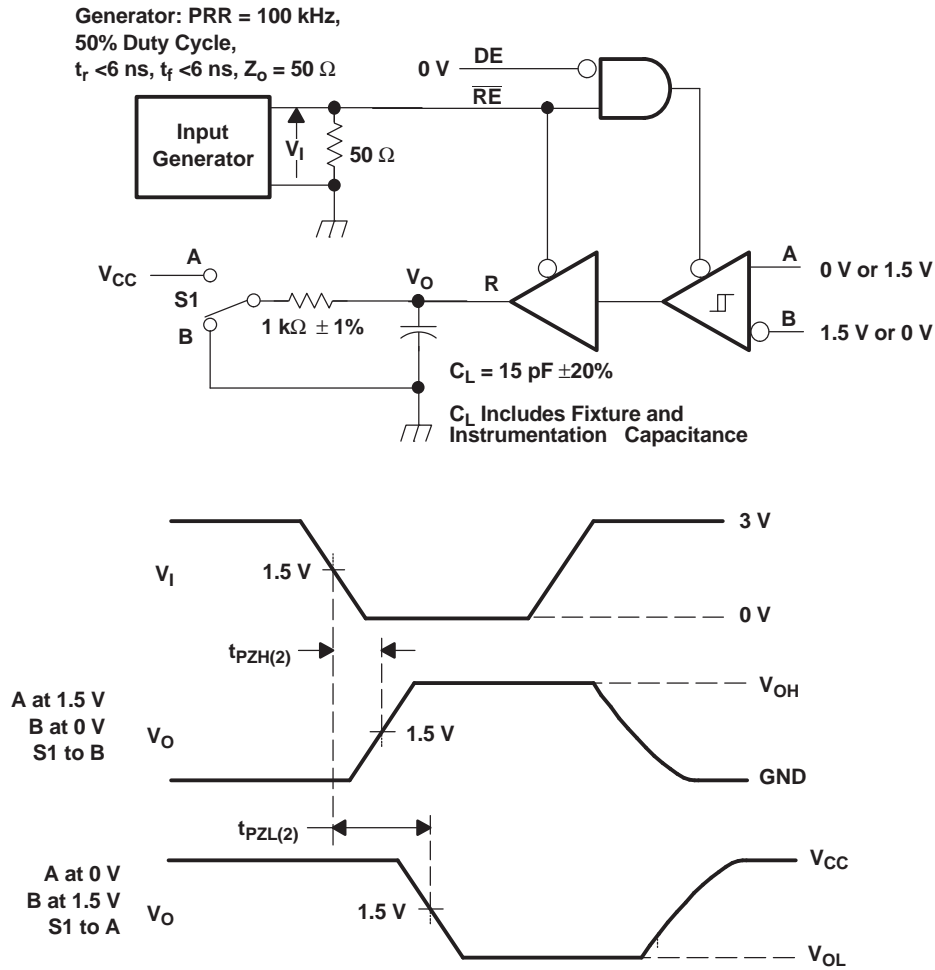 Generator: PRR = 100 kHz,
50% Duty Cycle,
tr <6 ns, tf <6 ns, Zo = 50 Ω
0 V
DE
RE
Input
Generator
VI
50 Ω
VCC
A
S1
B
1 kΩ ± 1%
VO
R
CL = 15 pF ±20%
CL Includes Fixture and
Instrumentation Capacitance
A
0 V or 1.5 V
B
1.5 V or 0 V
VI
1.5 V
3 V
0 V
tPZH(2)
A at 1.5 V
B at 0 V
S1 to B
VO
1.5 V
VOH
GND
tPZL(2)
A at 0 V
B at 1.5 V
S1 to A
VO
1.5 V
VCC
VOL